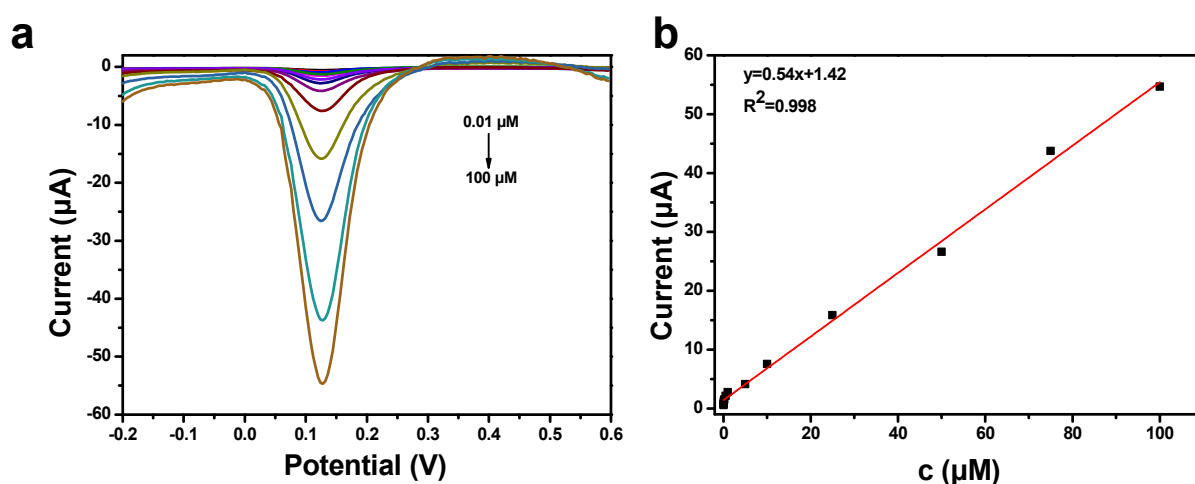 a
0
-10
-20
-30
-40
-50
-60
Current (µA)
0.01 µM
100 µM
-0.2 -0.1 0.0 0.1 0.2 0.3 0.4 0.5 0.6
Potential (V)
b
60
50
40
30
20
10
0
Current (µA)
y=0.54x+1.42
R²=0.998
0 20 40 60 80 100
c (µM)